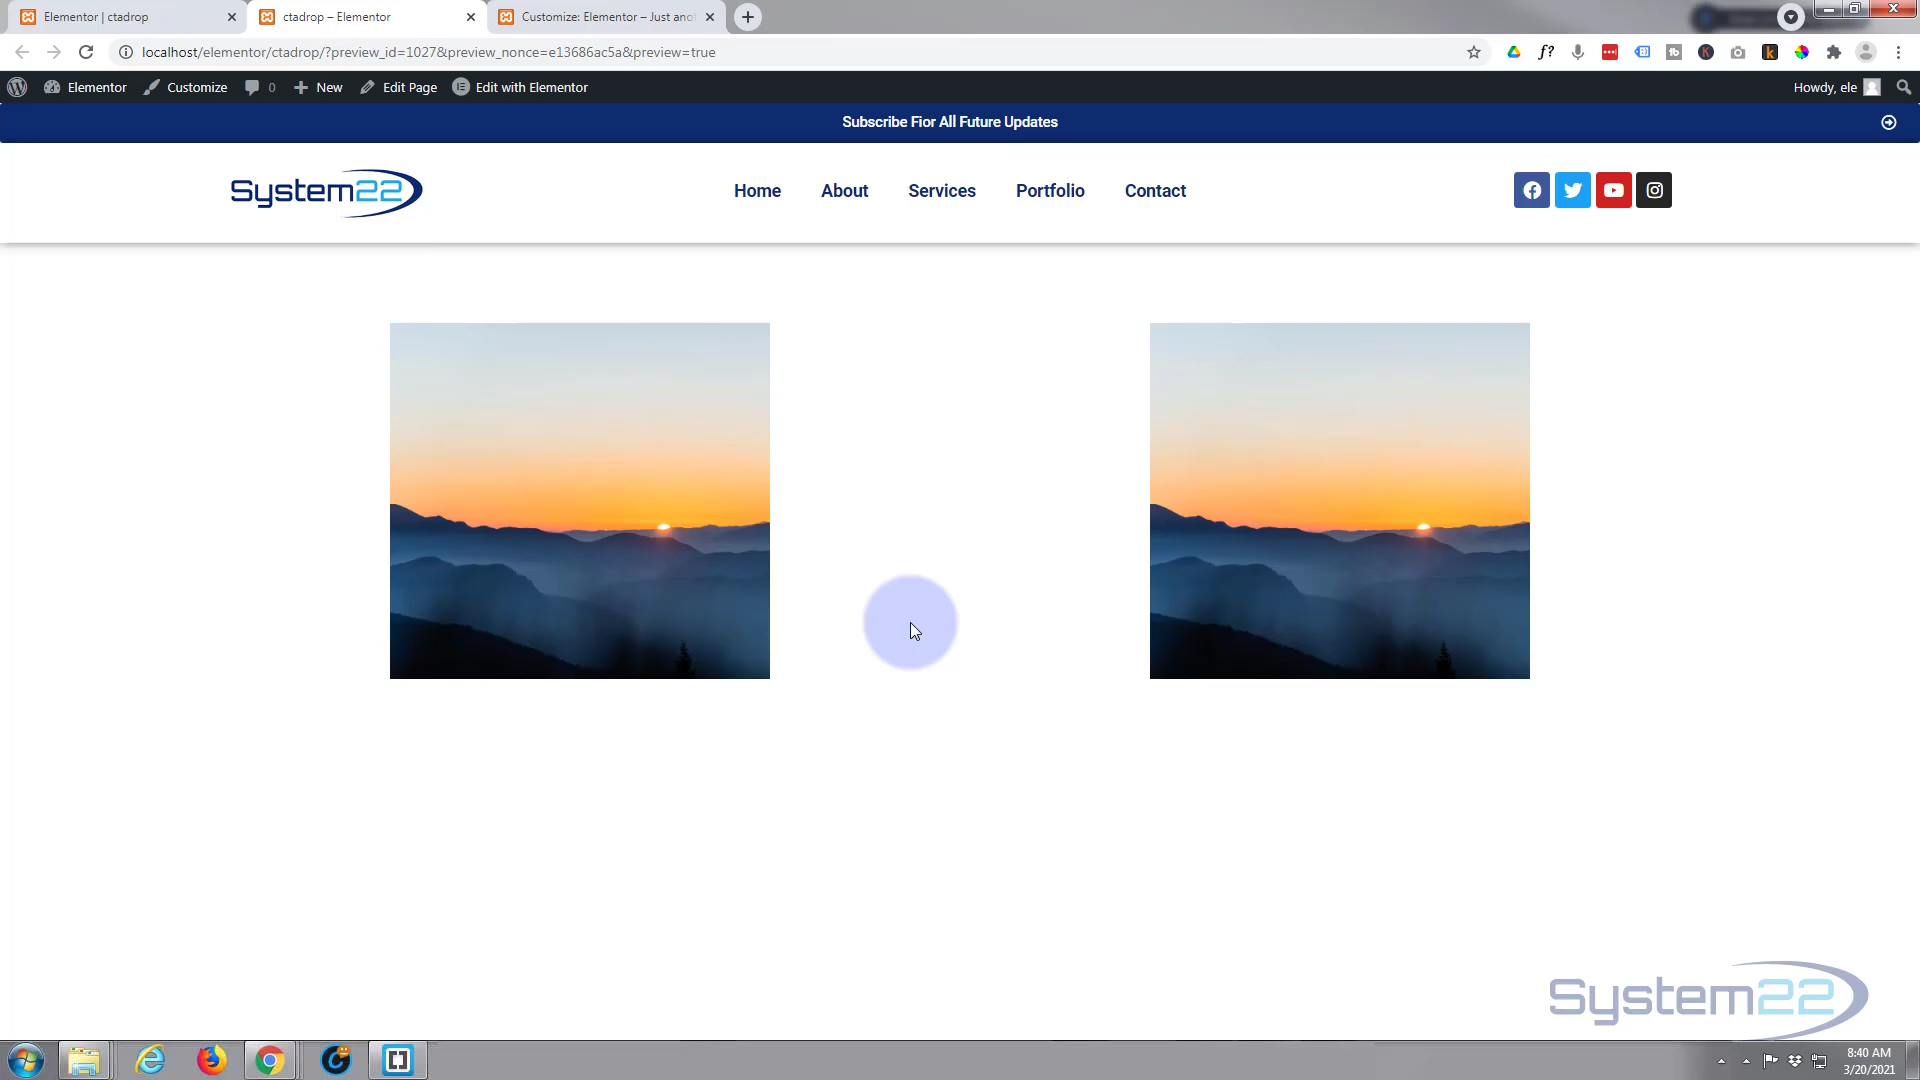 Elementor | ctadrop
ctadrop – Elementor
Customize: Elementor – Just ano
localhost/elementor/ctadrop/?preview_id=1027&preview_nonce=e13686ac5a&preview=true
Elementor
Customize
0
New
Edit Page
Edit with Elementor
Howdy, ele
Subscribe Fior All Future Updates
System22
Home
About
Services
Portfolio
Contact
System22
8:40 AM
3/20/2021